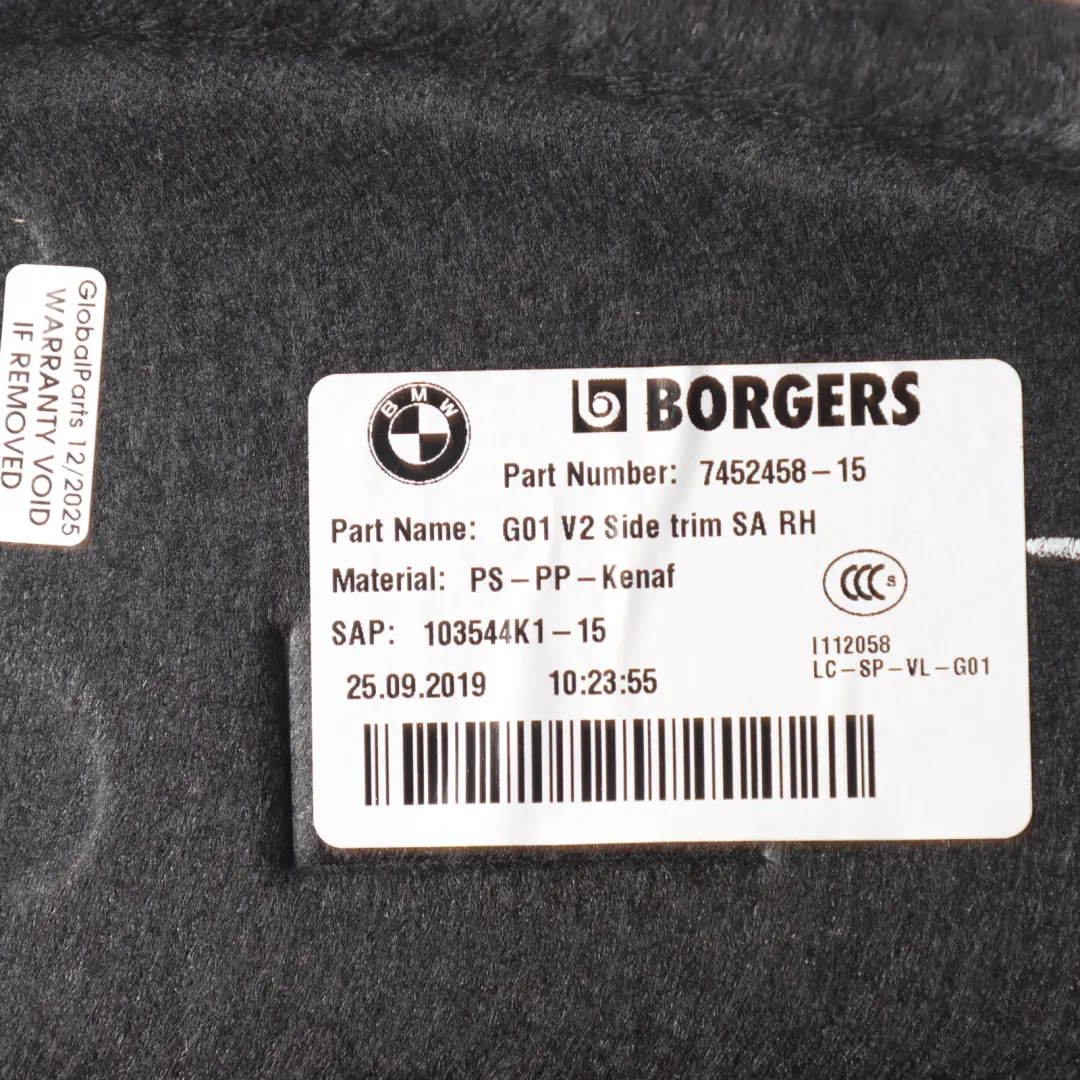 GlobalParts 12/2025
WARRANTY VOID
IF REMOVED
BMW
BORGERS
Part Number: 7452458-15
Part Name: G01 V2 Side trim SA RH
Material: PS-PP-Kenaf
CCC S
SAP: 103544K1-15
I112058
LC-SP-VL-G01
25.09.2019 10:23:55